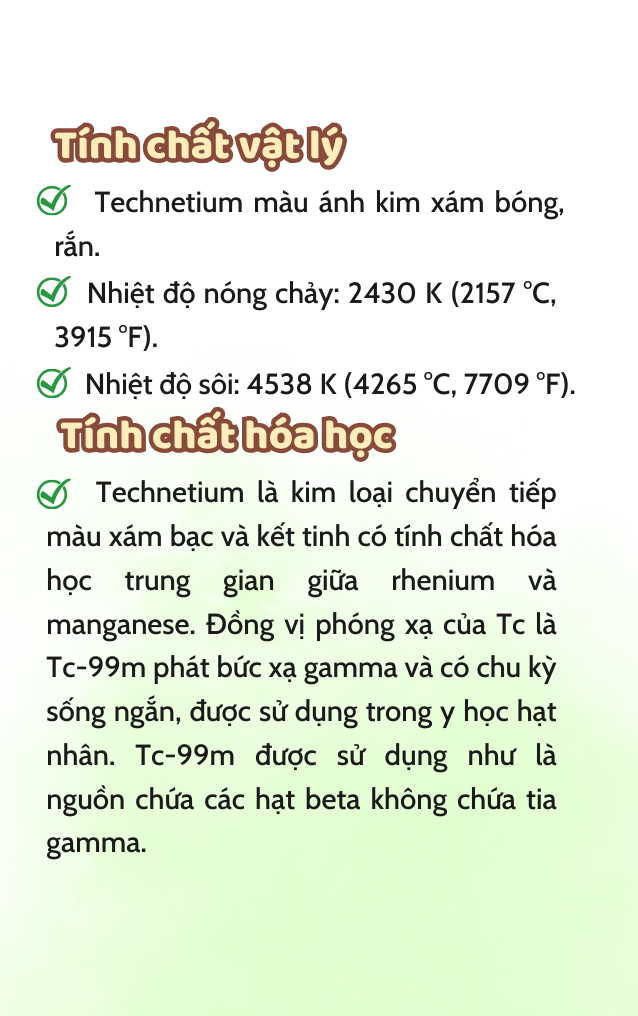 Tính chất vật lý
Technetium màu ánh kim xám bóng,
rắn.
Nhiệt độ nóng chảy: 2430 K (2157 °C,
3915 °F).
Nhiệt độ sôi: 4538 K (4265 °C, 7709 °F).
Tính chất hóa học
Technetium là kim loại chuyển tiếp
màu xám bạc và kết tinh có tính chất hóa
học trung gian giữa rhenium và
manganese. Đồng vị phóng xạ của Tc là
Tc-99m phát bức xạ gamma và có chu kỳ
sống ngắn, được sử dụng trong y học hạt
nhân. Tc-99m được sử dụng như là
nguồn chứa các hạt beta không chứa tia
gamma.